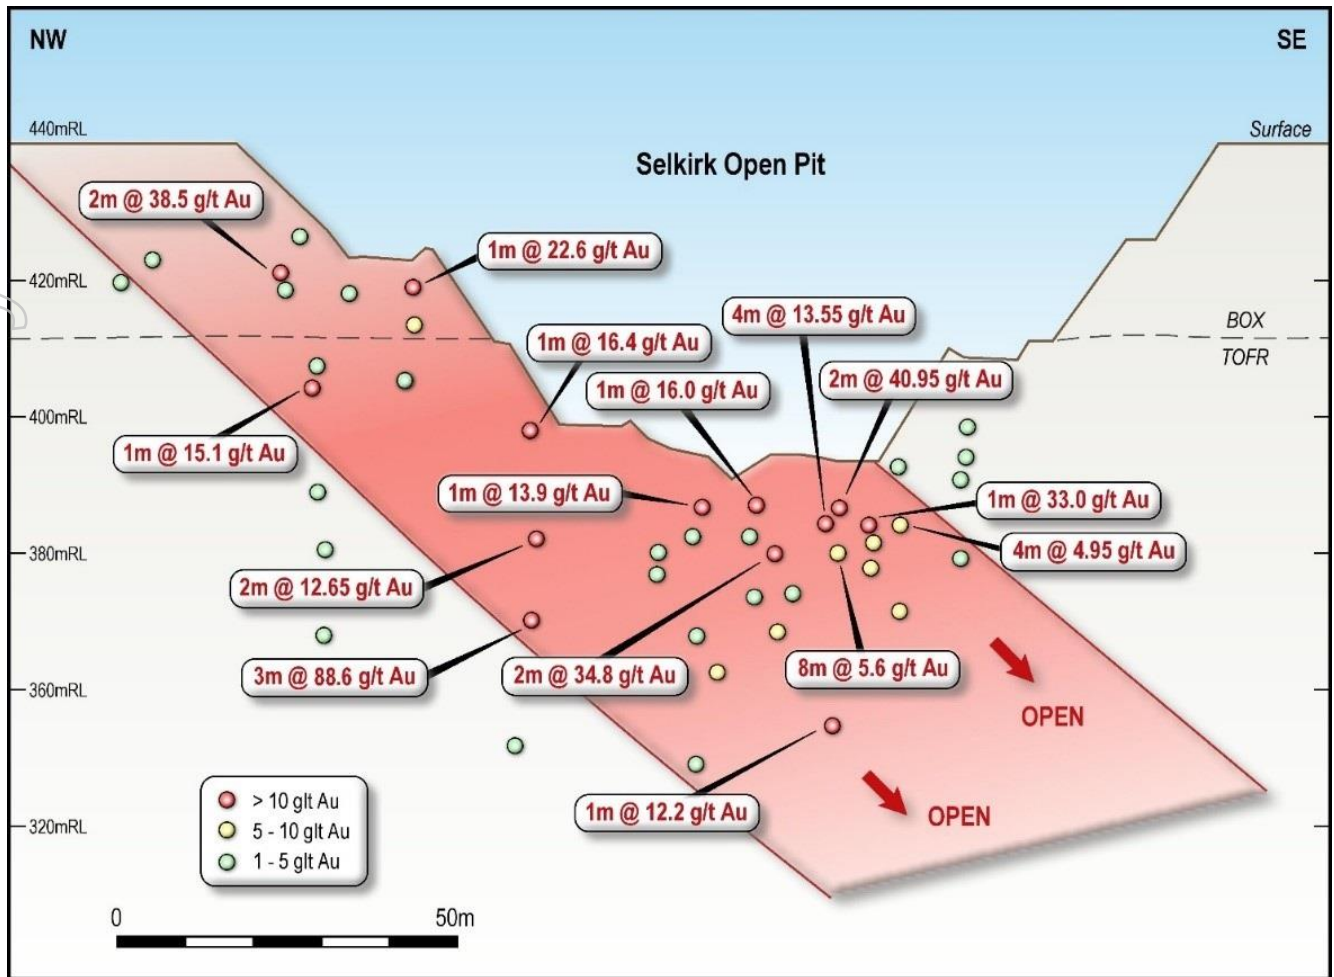 NW
SE
440mRL
Surface
Selkirk Open Pit
2m @ 38.5 g/t Au
1m @ 22.6 g/t Au
420mRL
4m @ 13.55 g/t Au
BOX
1m @ 16.4 g/t Au
TOFR
2m @ 40.95 g/t Au
1m @ 16.0 g/t Au
400mRL
1m @ 15.1 g/t Au
1m @ 13.9 g/t Au
1m @ 33.0 g/t Au
380mRL
4m @ 4.95 g/t Au
2m @ 12.65 g/t Au
3m @ 88.6 g/t Au
2m @ 34.8 g/t Au
8m @ 5.6 g/t Au
360mRL
OPEN
> 10 glt Au
5 - 10 glt Au
1 - 5 glt Au
1m @ 12.2 g/t Au
OPEN
320mRL
0
50m